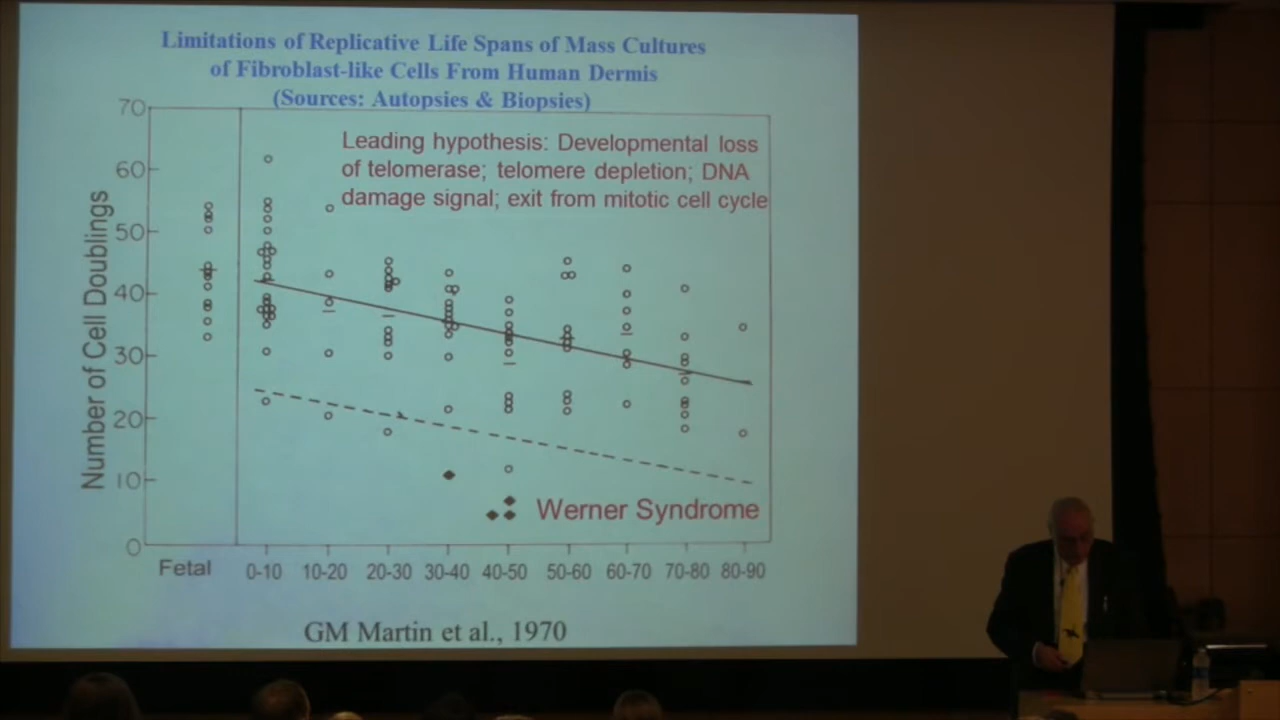 Limitations of Replicative Life Spans of Mass Cultures
of Fibroblast-like Cells From Human Dermis
(Sources: Autopsies & Biopsies)
Leading hypothesis: Developmental loss
of telomerase; telomere depletion; DNA
damage signal; exit from mitotic cell cycle
Number of Cell Doublings
70
60
50
40
30
20
10
0
Werner Syndrome
Fetal 0-10 10-20 20-30 30-40 40-50 50-60 60-70 70-80 80-90
GM Martin et al., 1970